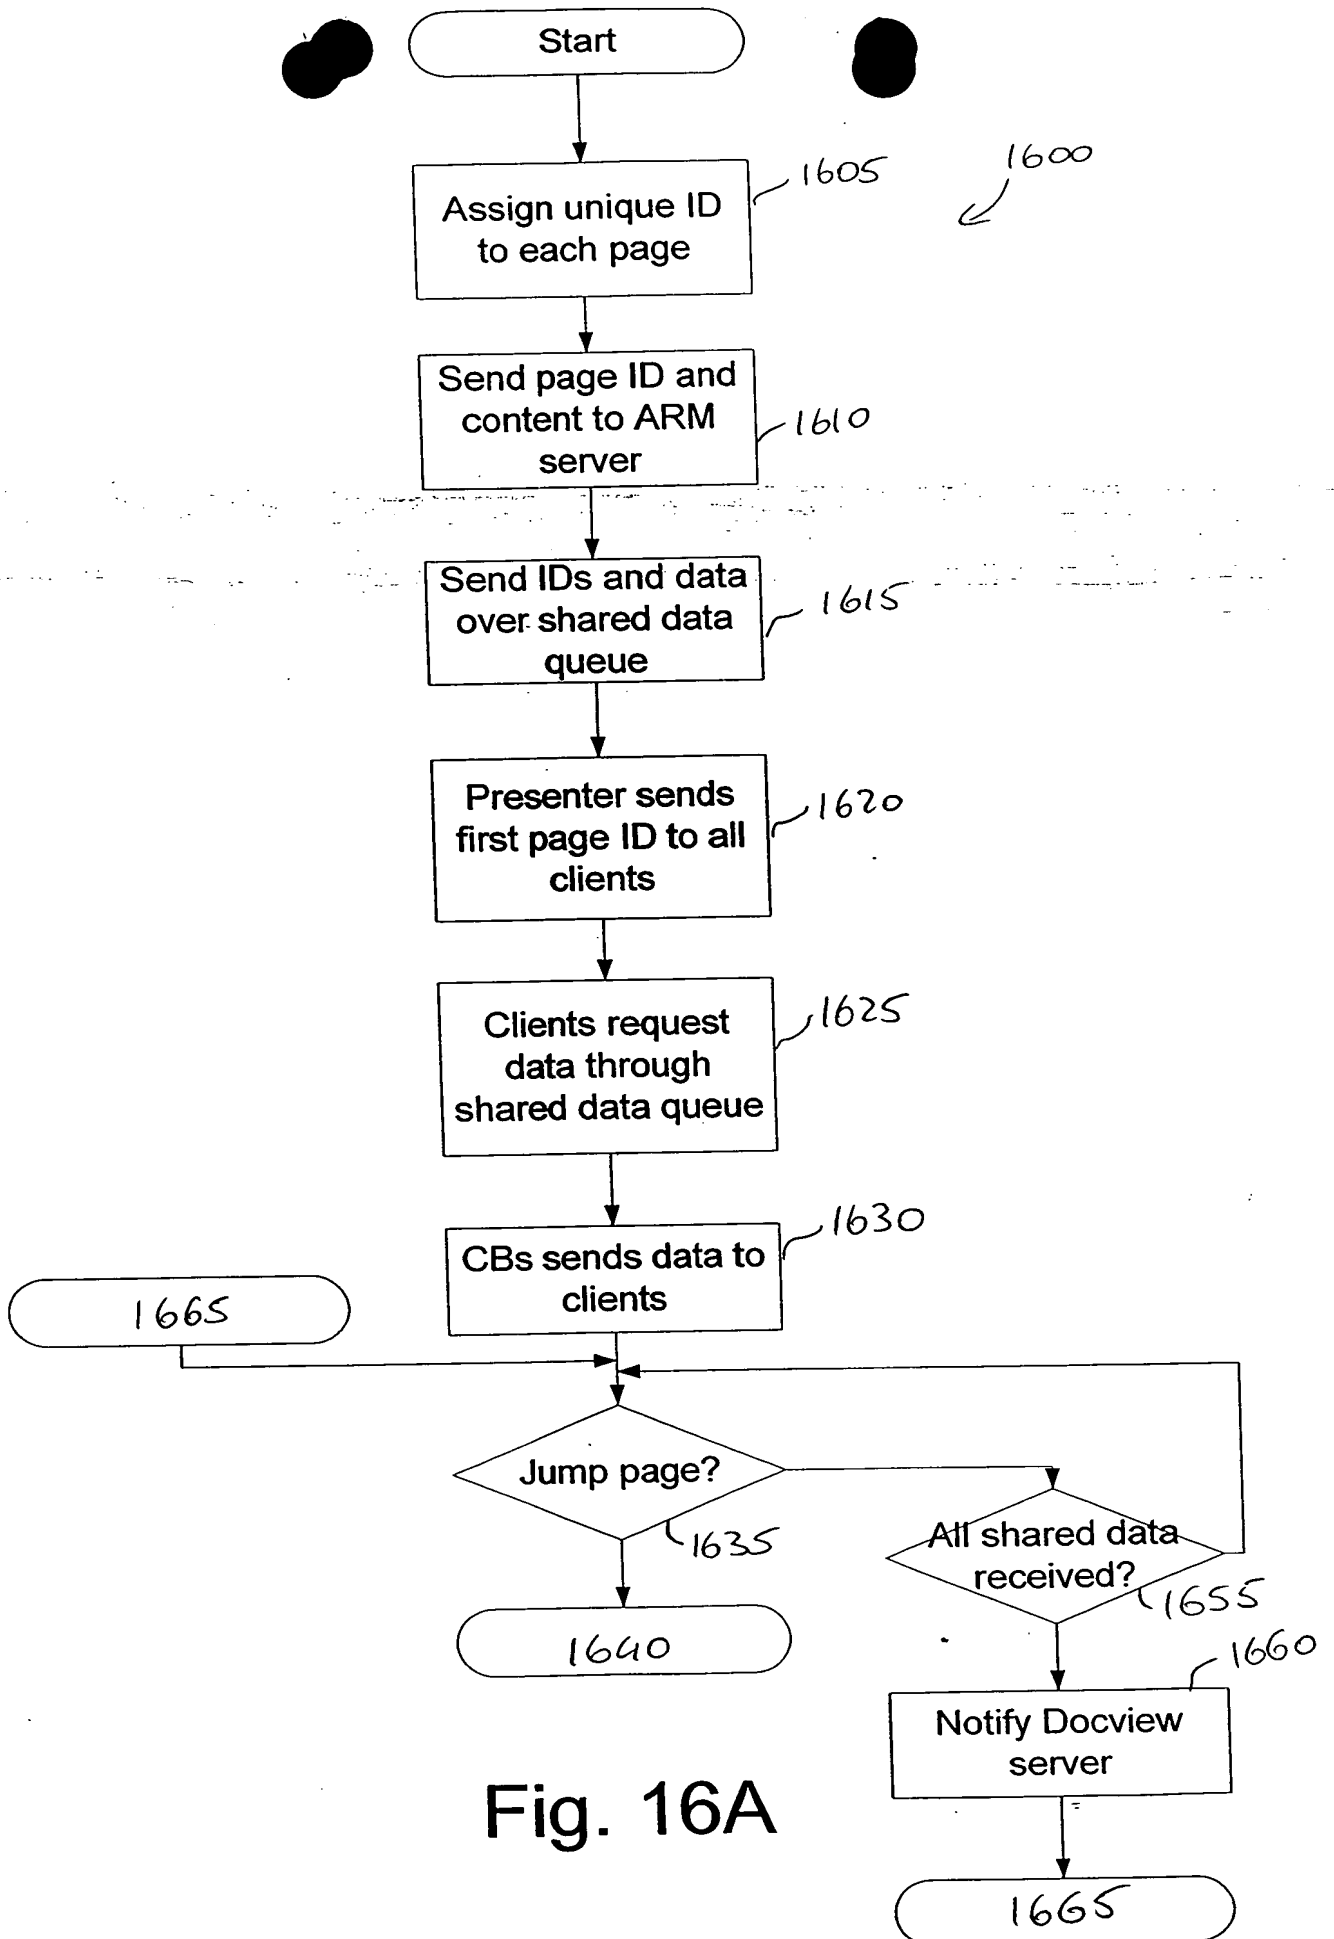 Start
1605
1600
Assign unique ID
to each page
Send page ID and
content to ARM
server
1610
Send IDs and data
over shared data
queue
1615
Presenter sends
first page ID to all
clients
1620
Clients request
data through
shared data queue
1625
CBs sends data to
clients
1630
1665
Jump page?
1635
All shared data
received?
1655
1640
1660
Notify Docview
server
Fig. 16A
1665